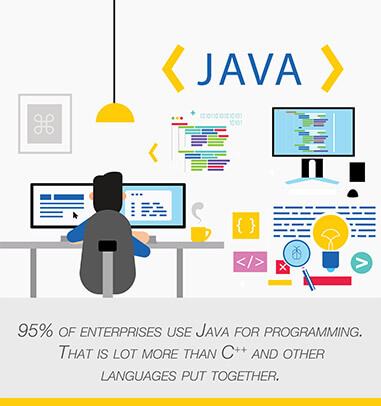 JAVA
95% OF ENTERPRISES USE JAVA FOR PROGRAMMING.
THAT IS LOT MORE THAN C++ AND OTHER
LANGUAGES PUT TOGETHER.